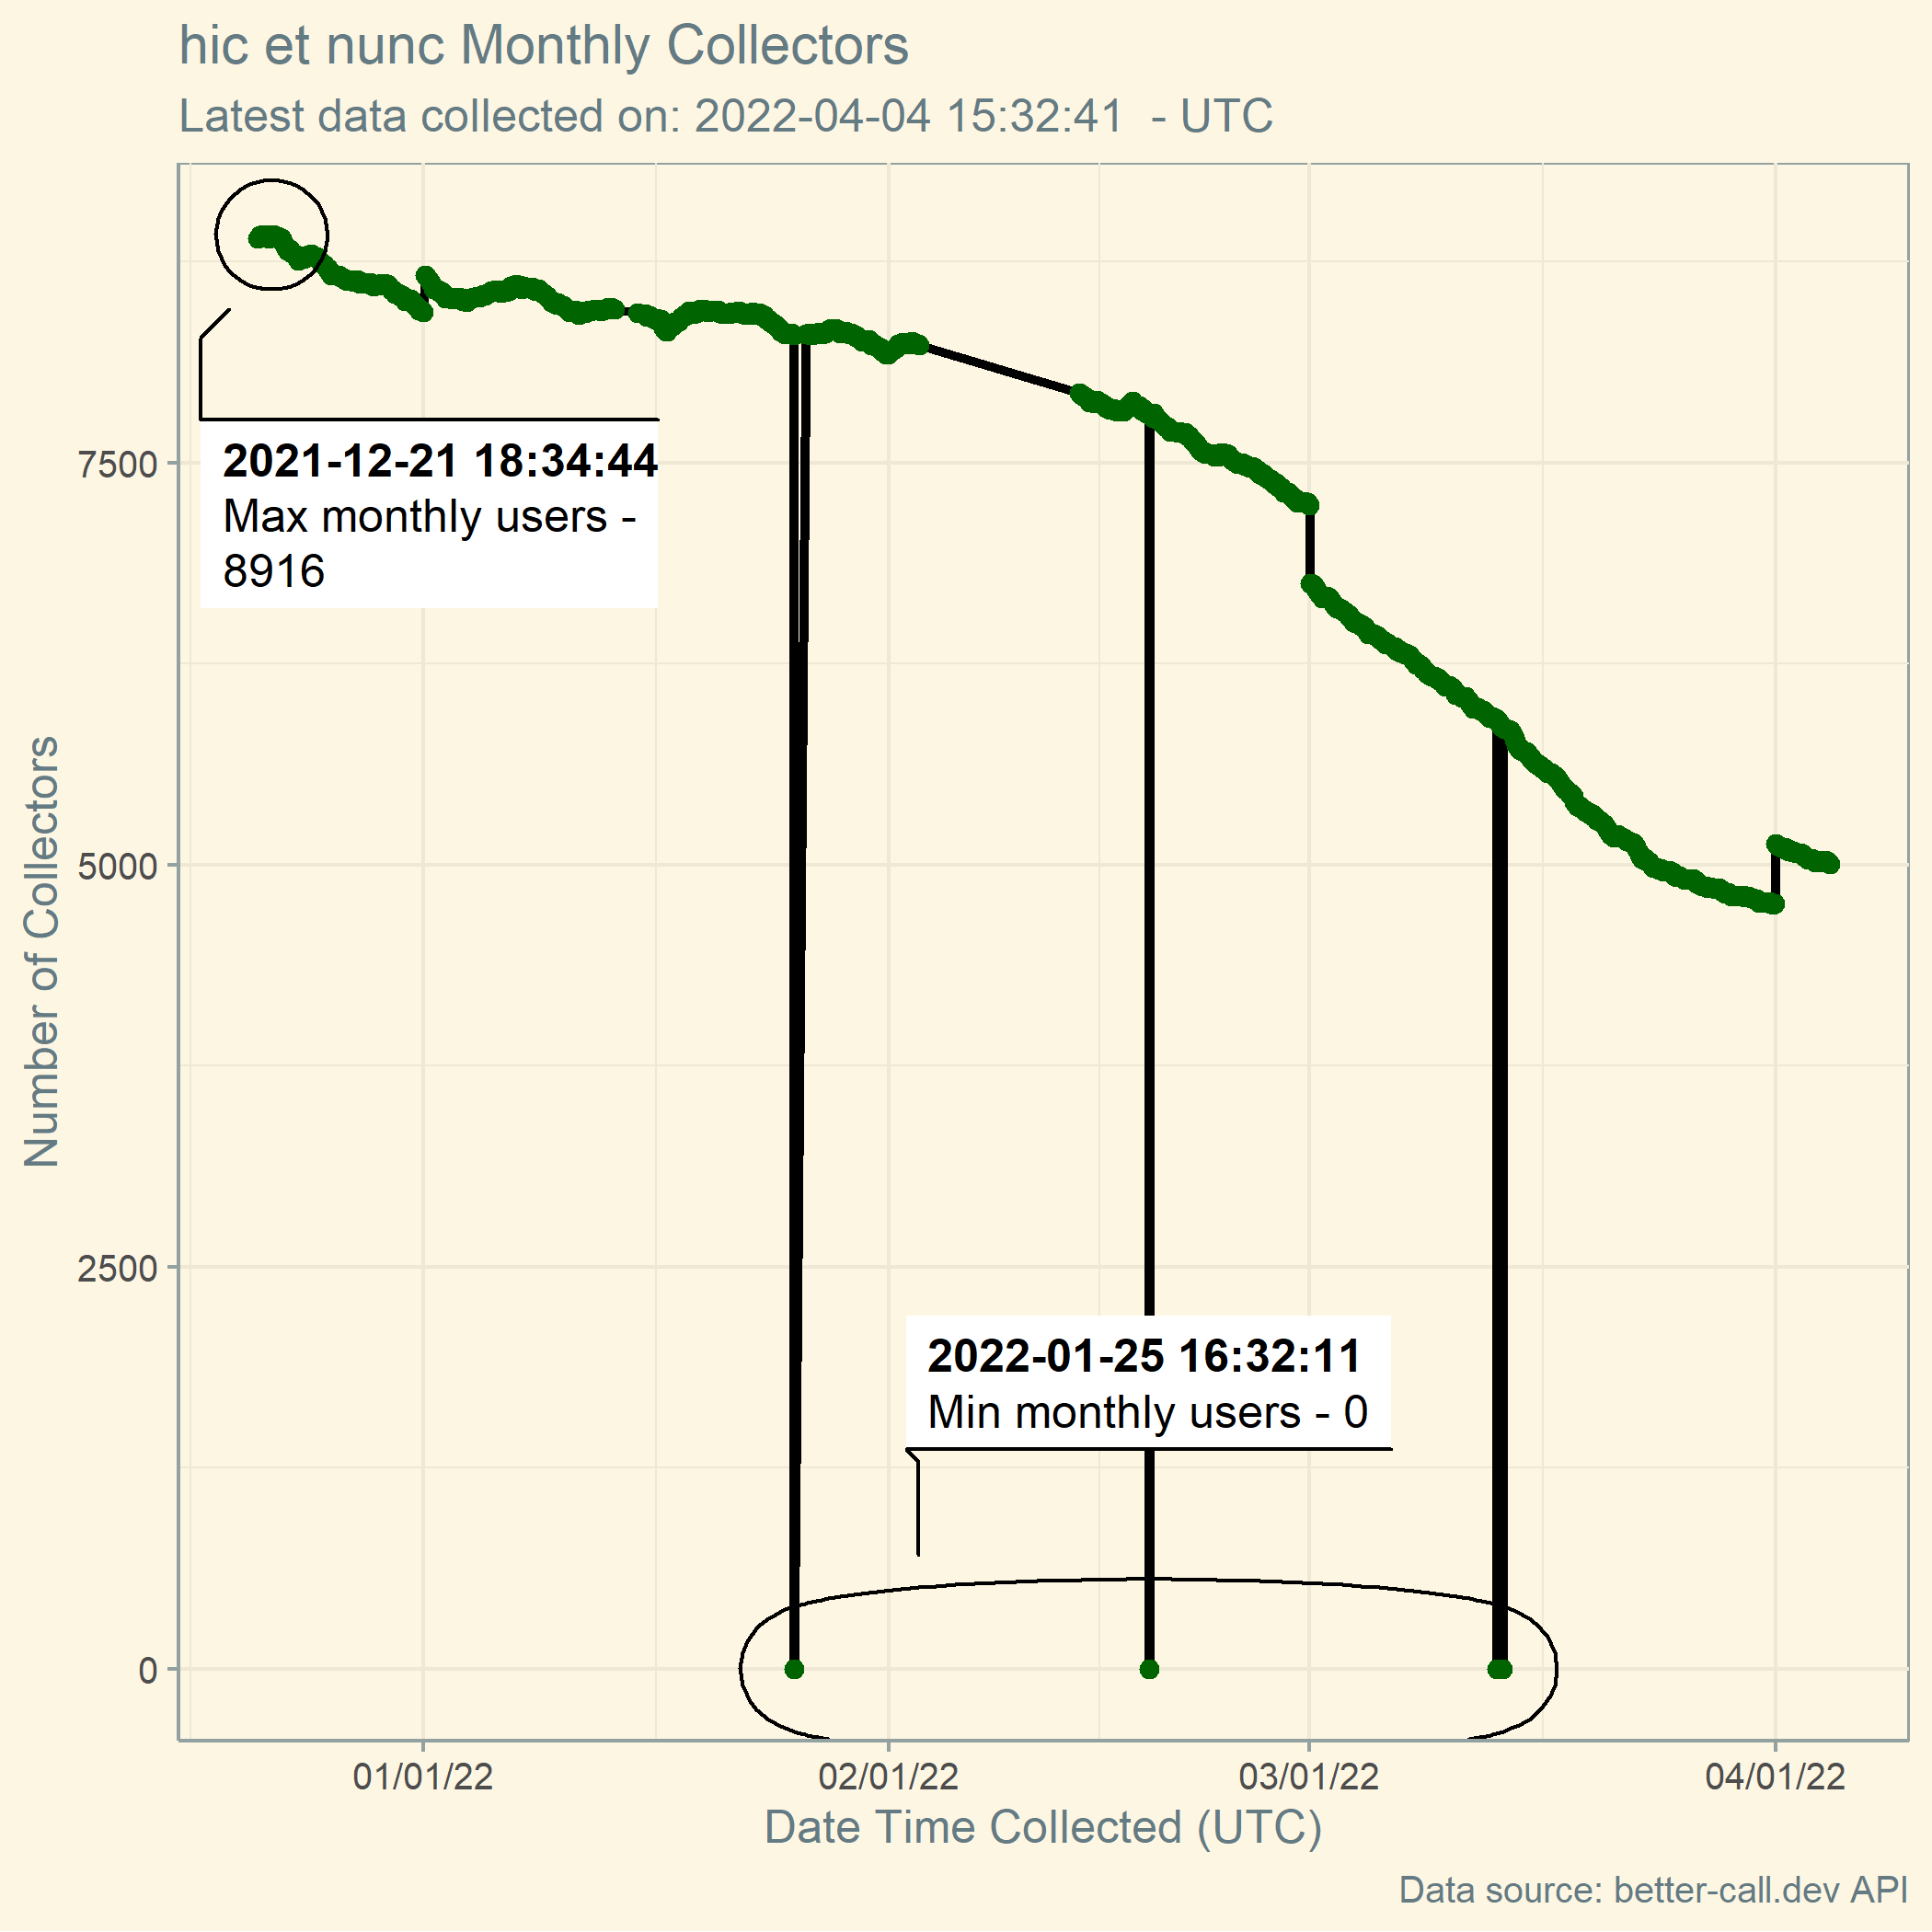 hic et nunc Monthly Collectors
Latest data collected on: 2022-04-04 15:32:41  - UTC
Number of Collectors
7500
5000
2500
0
2021-12-21 18:34:44
Max monthly users -
8916
2022-01-25 16:32:11
Min monthly users - 0
01/01/22 02/01/22 03/01/22 04/01/22
Date Time Collected (UTC)
Data source: better-call.dev API